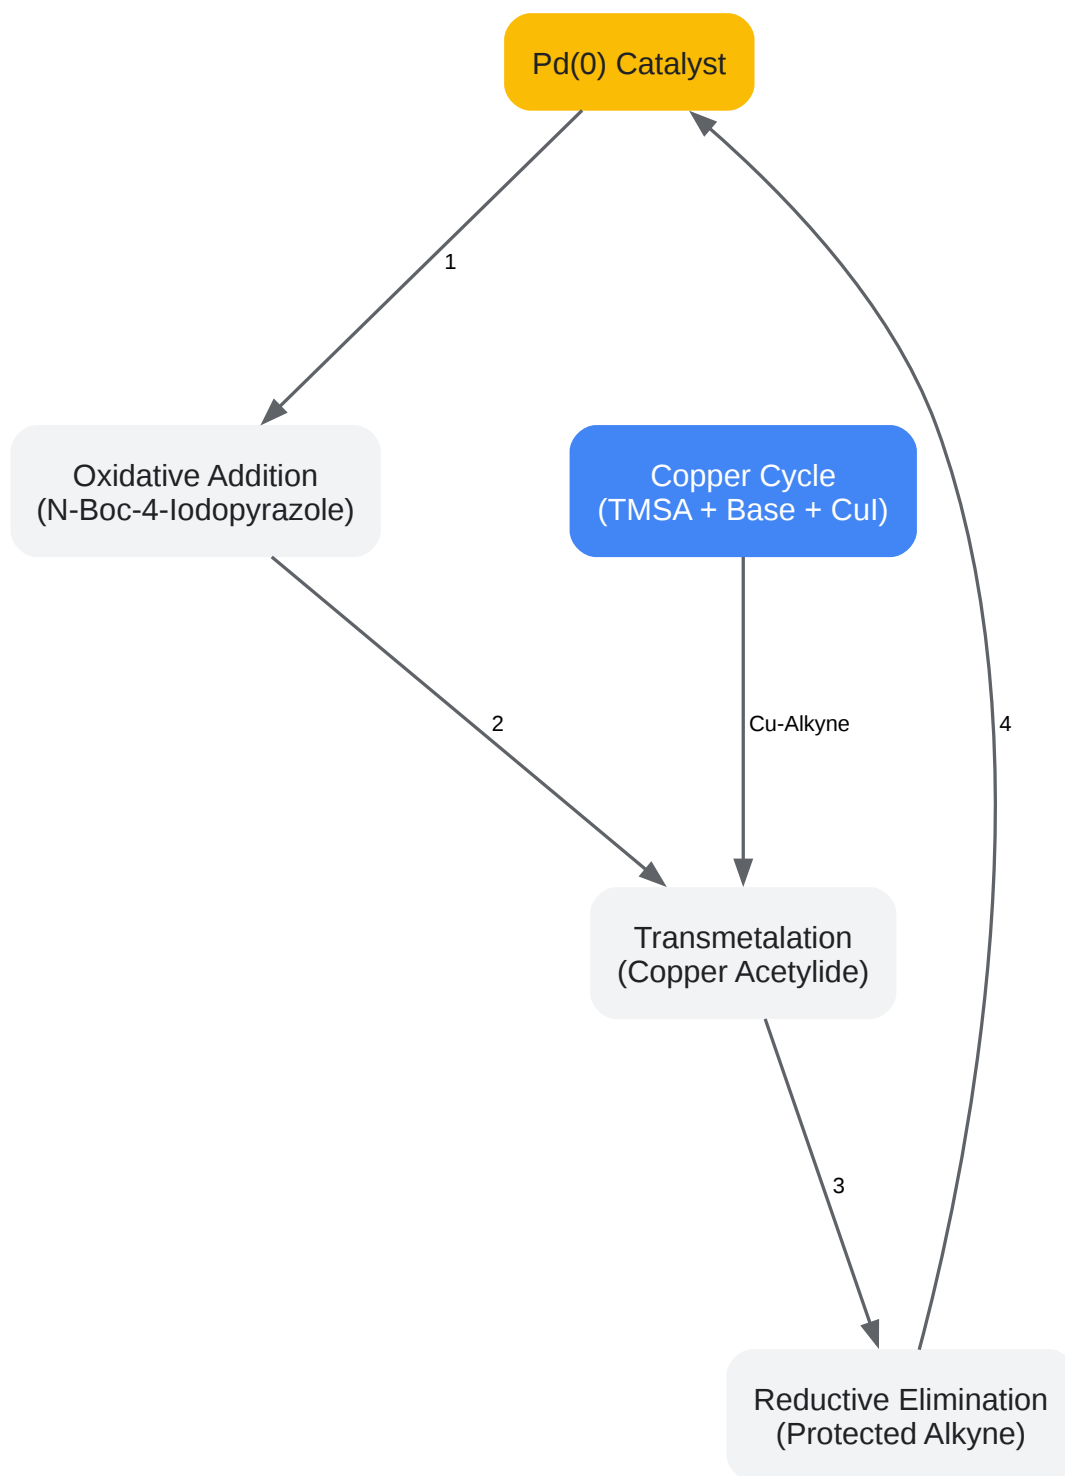 Pd(0) Catalyst
1
Oxidative Addition
(N-Boc-4-Iodopyrazole)
Copper Cycle
(TMSA + Base + CuI)
2
Cu-Alkyne
4
Transmetalation
(Copper Acetylide)
3
Reductive Elimination
(Protected Alkyne)